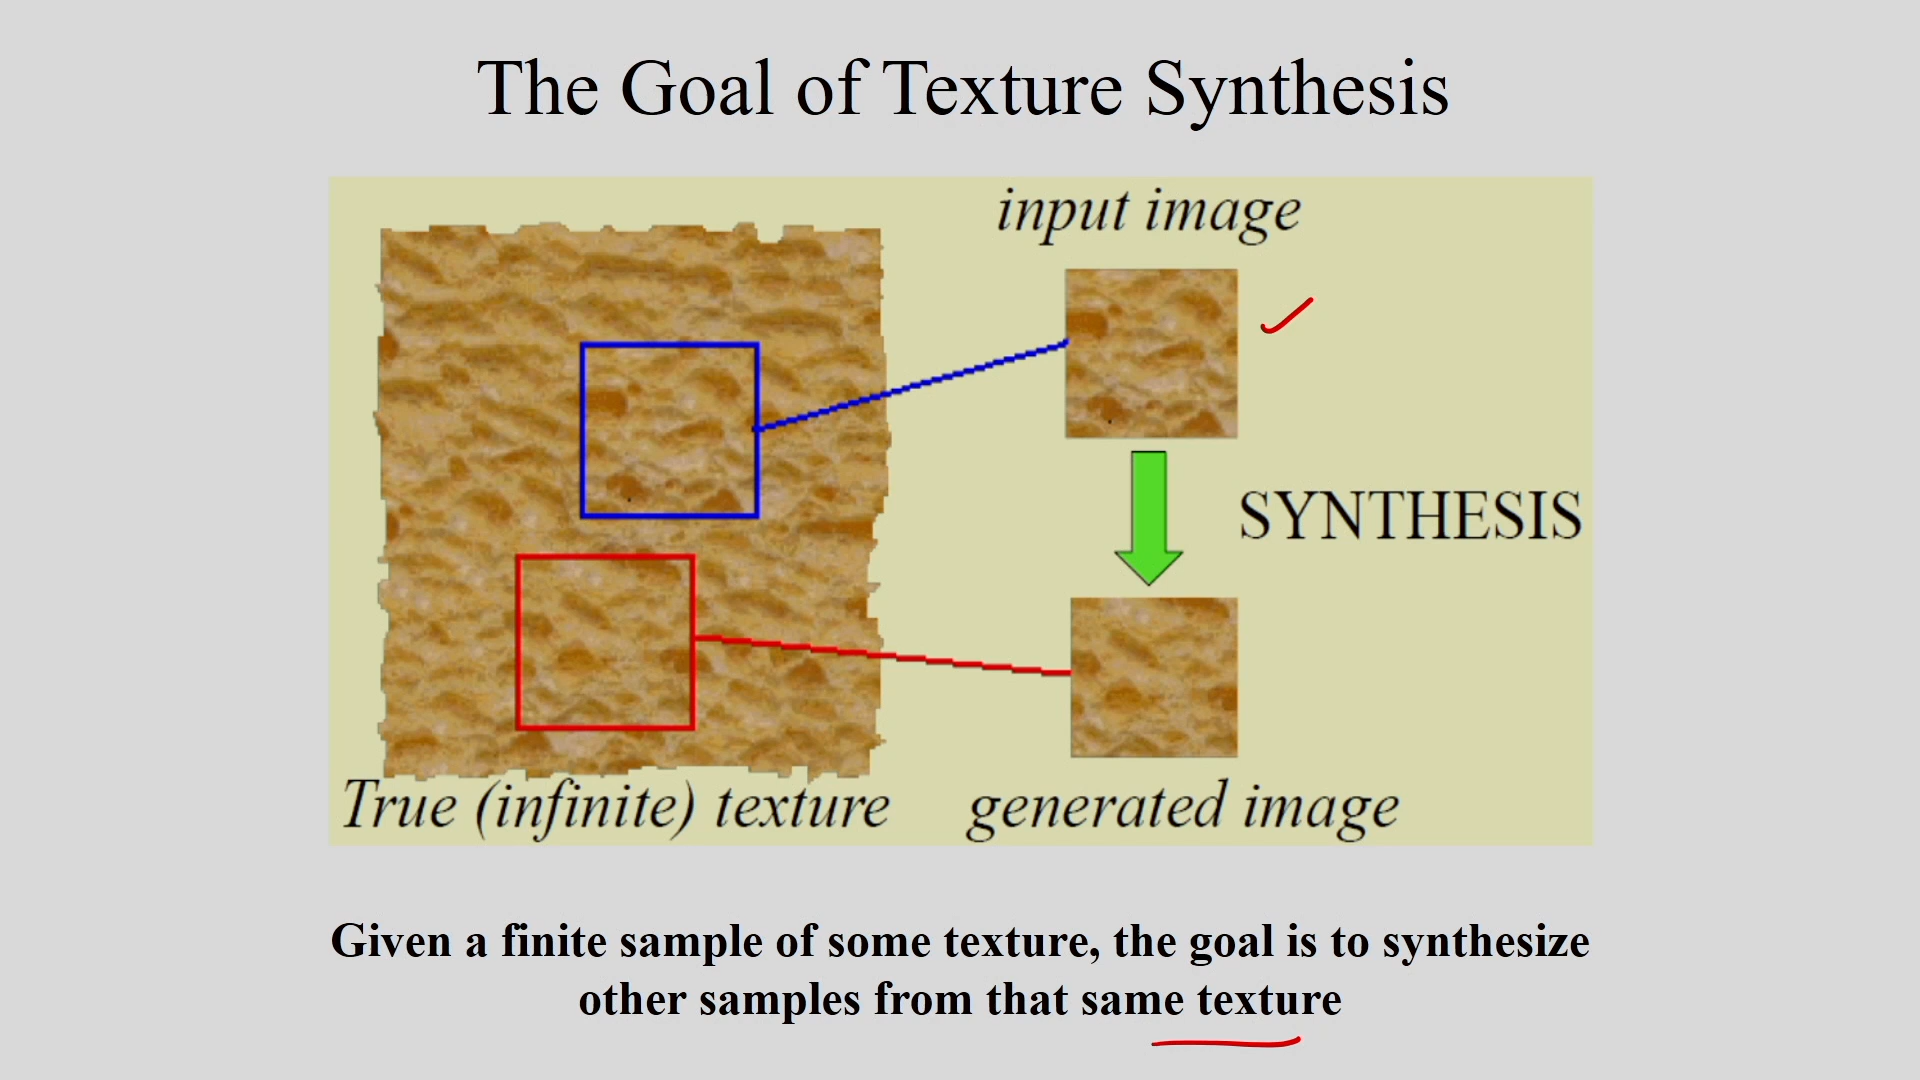 The Goal of Texture Synthesis
input image
SYNTHESIS
True (infinite) texture
generated image
Given a finite sample of some texture, the goal is to synthesize
other samples from that same texture